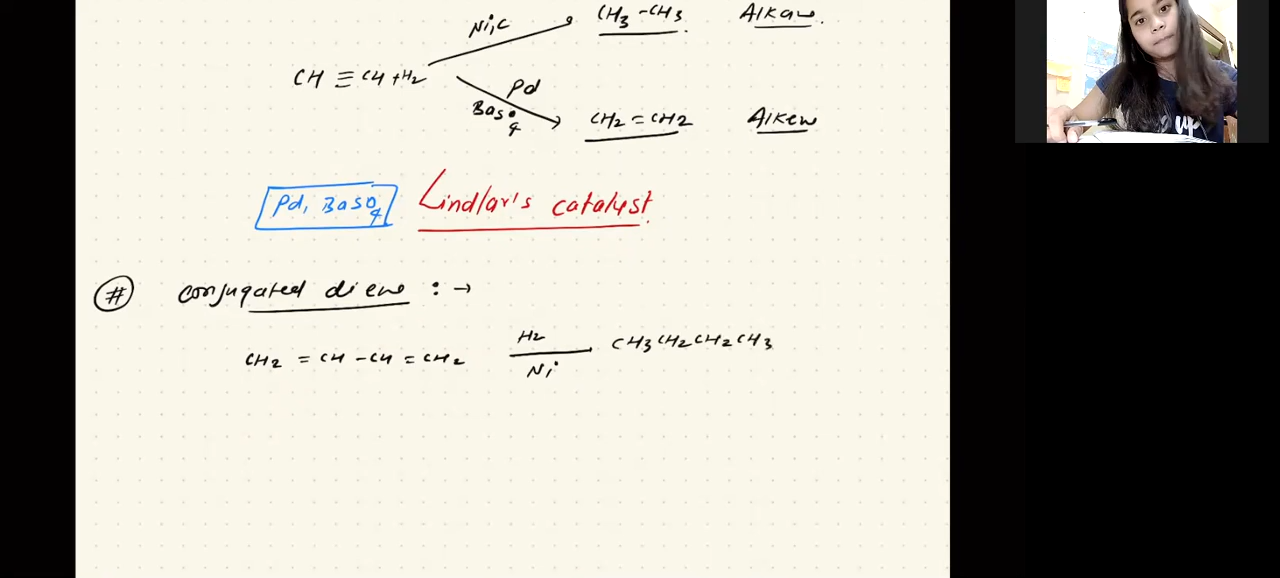 Ni, C CH3-CH3 Alkane.
CH ≡ CH + H2
Pd
BaSO4 CH2 = CH2 Alkene
Pd, BaSO4 Lindlar's catalyst.
# conjugated diene : →
CH2 = CH - CH = CH2 H2 CH3CH2CH2CH3
Ni